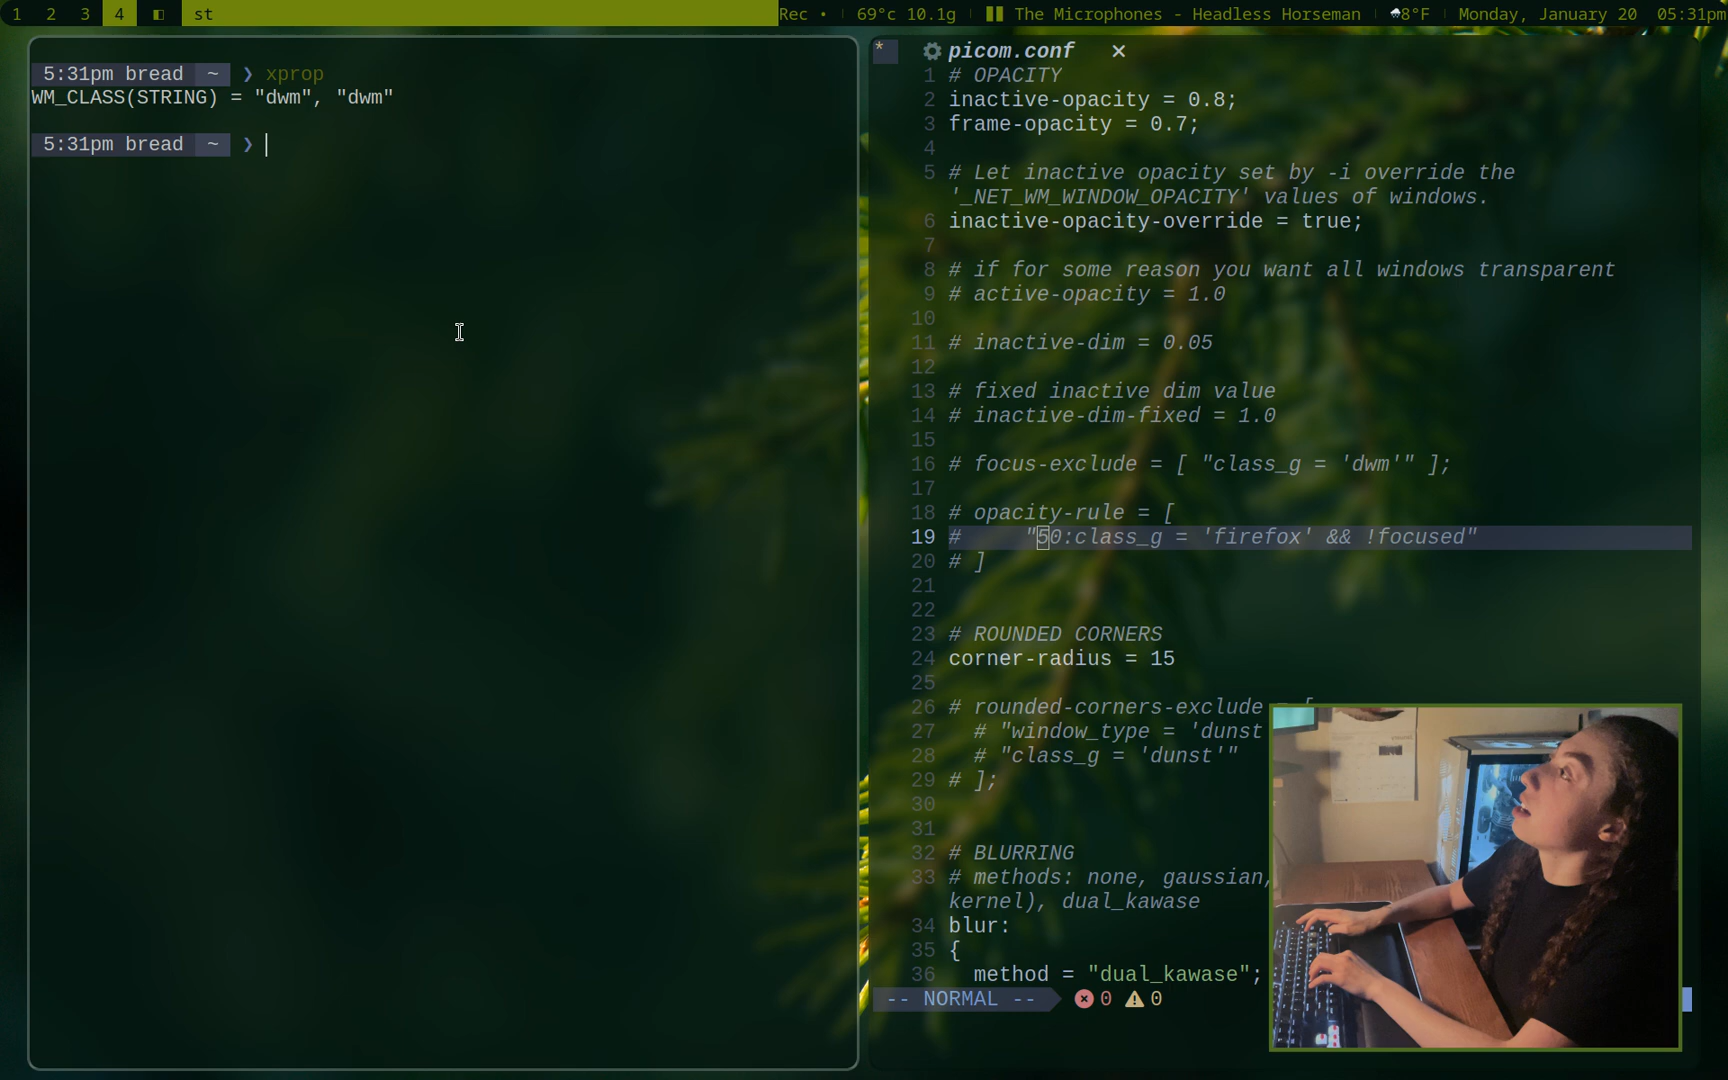 1 2 3 4 st Rec • 69°c 10.1g The Microphones - Headless Horseman 8°F Monday, January 20 05:31pm
5:31pm bread ~ ❯ xprop
WM_CLASS(STRING) = "dwm", "dwm"
5:31pm bread ~ ❯
* picom.conf ✕
1 # OPACITY
2 inactive-opacity = 0.8;
3 frame-opacity = 0.7;
4
5 # Let inactive opacity set by -i override the
'_NET_WM_WINDOW_OPACITY' values of windows.
6 inactive-opacity-override = true;
7
8 # if for some reason you want all windows transparent
9 # active-opacity = 1.0
10
11 # inactive-dim = 0.05
12
13 # fixed inactive dim value
14 # inactive-dim-fixed = 1.0
15
16 # focus-exclude = [ "class_g = 'dwm'" ];
17
18 # opacity-rule = [
19 #     "50:class_g = 'firefox' && !focused"
20 # ]
21
22
23 # ROUNDED CORNERS
24 corner-radius = 15
25
26 # rounded-corners-exclude = [
27   # "window_type = 'dunst
28   # "class_g = 'dunst'"
29 # ];
30
31
32 # BLURRING
33 # methods: none, gaussian,
kernel), dual_kawase
34 blur:
35 {
36   method = "dual_kawase";
-- NORMAL -- 0 0